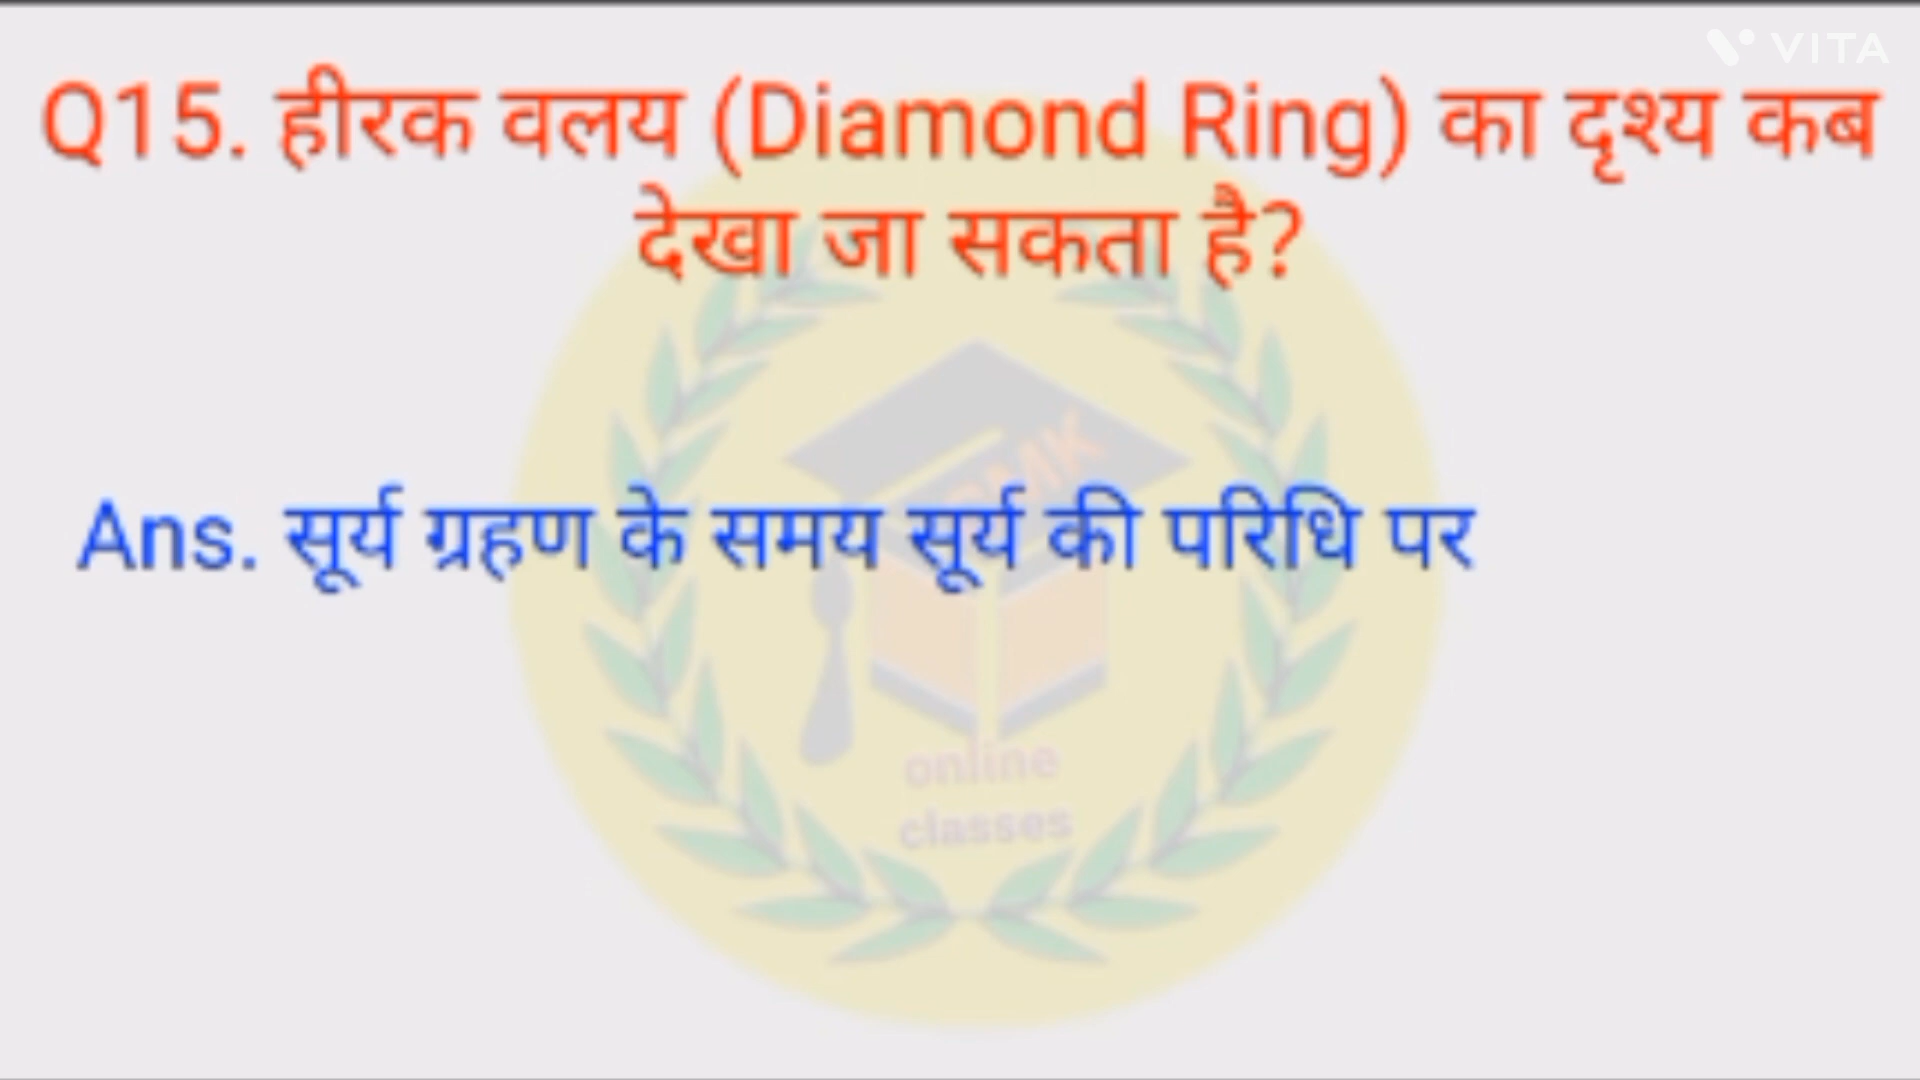 VITA
Q15. हीरक वलय (Diamond Ring) का दृश्य कब
देखा जा सकता है?
Ans. सूर्य ग्रहण के समय सूर्य की परिधि पर
online
classes